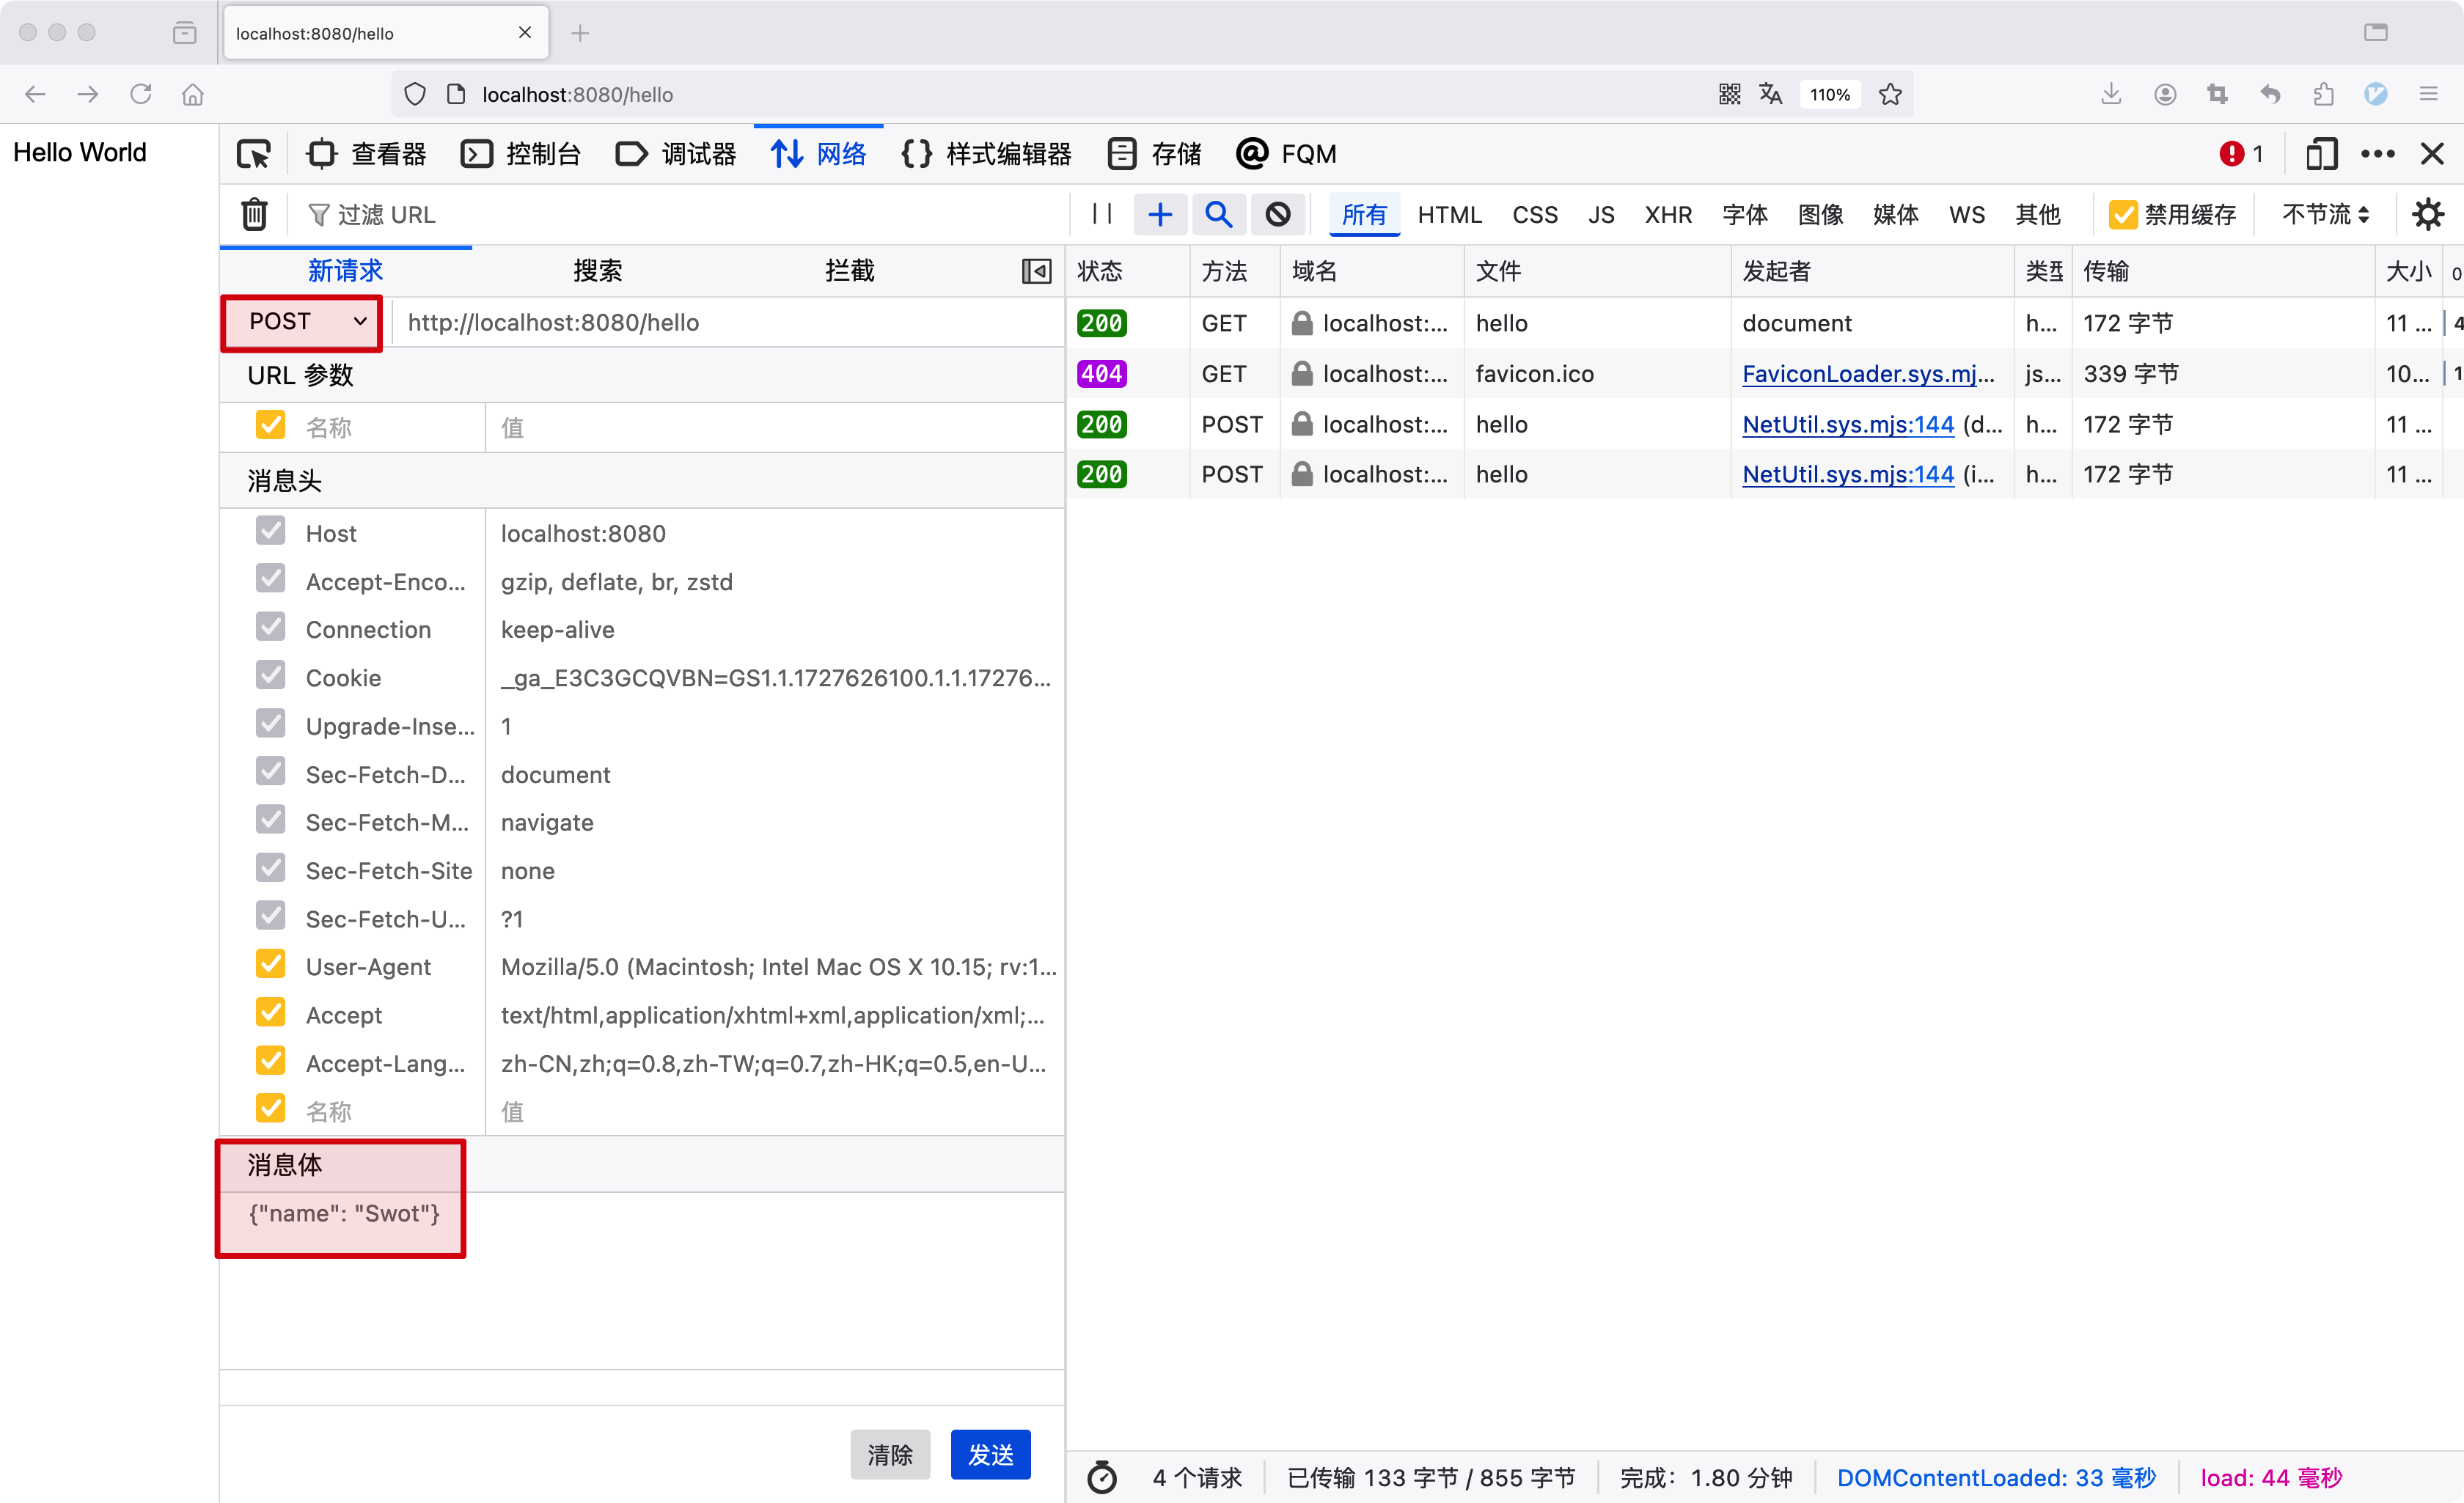 localhost:8080/hello
localhost:8080/hello 110%
Hello World
查看器 控制台 调试器 网络 样式编辑器 存储 FQM 1
过滤 URL 所有 HTML CSS JS XHR 字体 图像 媒体 WS 其他 禁用缓存 不节流
新请求 搜索 拦截
POST http://localhost:8080/hello
URL 参数
名称 值
消息头
Host localhost:8080
Accept-Enco... gzip, deflate, br, zstd
Connection keep-alive
Cookie _ga_E3C3GCQVBN=GS1.1.1727626100.1.1.17276...
Upgrade-Inse... 1
Sec-Fetch-D... document
Sec-Fetch-M... navigate
Sec-Fetch-Site none
Sec-Fetch-U... ?1
User-Agent Mozilla/5.0 (Macintosh; Intel Mac OS X 10.15; rv:1...
Accept text/html,application/xhtml+xml,application/xml;...
Accept-Lang... zh-CN,zh;q=0.8,zh-TW;q=0.7,zh-HK;q=0.5,en-U...
名称 值
消息体
{"name": "Swot"}
清除 发送
状态 方法 域名 文件 发起者 类型 传输 大小 0
200 GET localhost:... hello document h... 172 字节 11 ... 4
404 GET localhost:... favicon.ico FaviconLoader.sys.mj... js... 339 字节 10... 1
200 POST localhost:... hello NetUtil.sys.mjs:144 (d... h... 172 字节 11 ...
200 POST localhost:... hello NetUtil.sys.mjs:144 (i... h... 172 字节 11 ...
4 个请求 已传输 133 字节 / 855 字节 完成：1.80 分钟 DOMContentLoaded: 33 毫秒 load: 44 毫秒